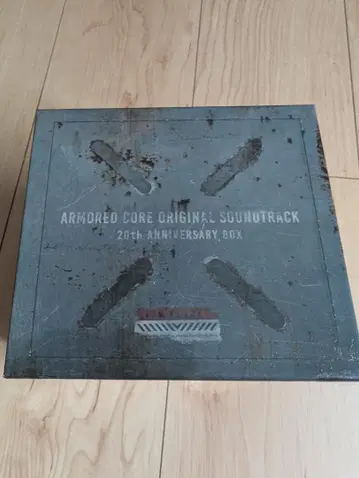 ARMORED CORE ORIGINAL SOUNDTRACK
20th ANNIVERSARY BOX